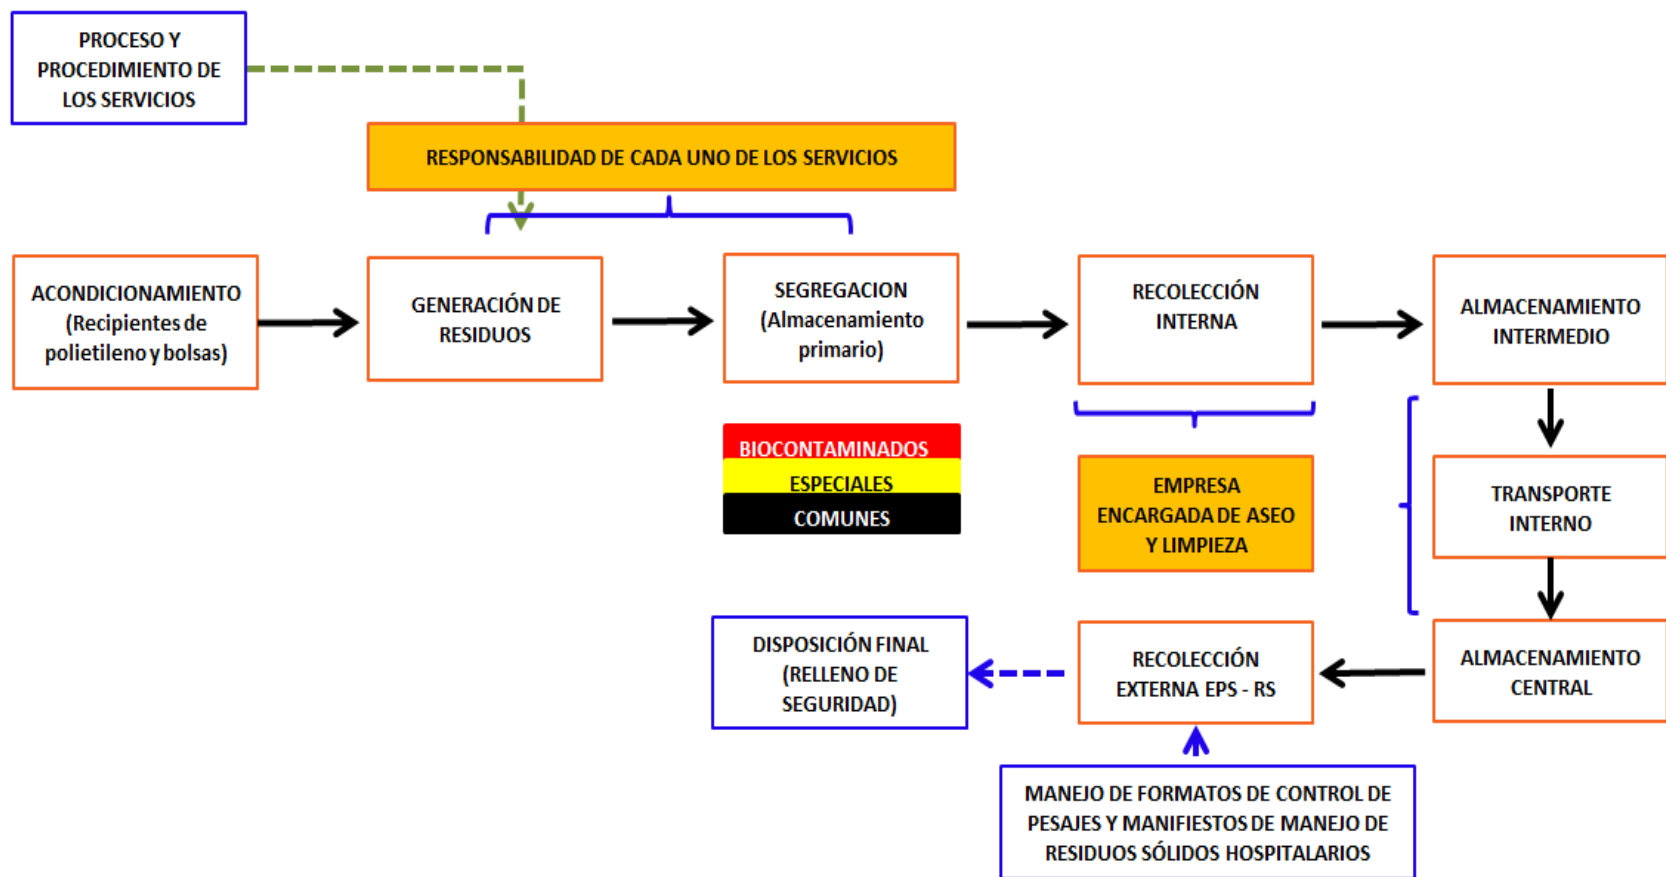 PROCESO Y
PROCEDIMIENTO DE
LOS SERVICIOS
RESPONSABILIDAD DE CADA UNO DE LOS SERVICIOS
ACONDICIONAMIENTO
(Recipientes de
polietileno y bolsas)
GENERACIÓN DE
RESIDUOS
SEGREGACION
(Almacenamiento
primario)
RECOLECCIÓN
INTERNA
ALMACENAMIENTO
INTERMEDIO
BIOCONTAMINADOS
ESPECIALES
COMUNES
EMPRESA
ENCARGADA DE ASEO
Y LIMPIEZA
TRANSPORTE
INTERNO
DISPOSICIÓN FINAL
(RELLENO DE
SEGURIDAD)
RECOLECCIÓN
EXTERNA EPS - RS
ALMACENAMIENTO
CENTRAL
MANEJO DE FORMATOS DE CONTROL DE
PESAJES Y MANIFIESTOS DE MANEJO DE
RESIDUOS SÓLIDOS HOSPITALARIOS